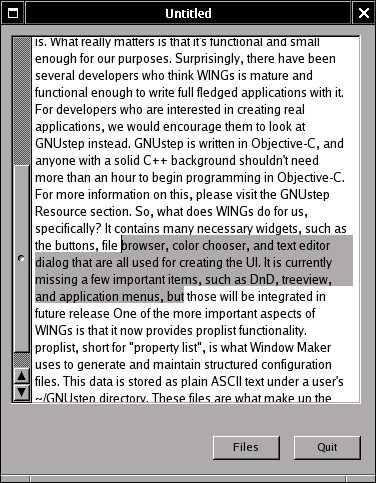 Untitled
is. What really matters is that it's functional and small
enough for our purposes. Surprisingly, there have been
several developers who think WINGs is mature and
functional enough to write full fledged applications with it.
For developers who are interested in creating real
applications, we would encourage them to look at
GNUstep instead. GNUstep is written in Objective-C, and
anyone with a solid C++ background shouldn't need
more than an hour to begin programming in Objective-C.
For more information on this, please visit the GNUstep
Resource section. So, what does WINGs do for us,
specifically? It contains many necessary widgets, such as
the buttons, file browser, color chooser, and text editor
dialog that are all used for creating the UI. It is currently
missing a few important items, such as DnD, treeview,
and application menus, but those will be integrated in
future release One of the more important aspects of
WINGs is that it now provides proplist functionality.
proplist, short for "property list", is what Window Maker
uses to generate and maintain structured configuration
files. This data is stored as plain ASCII text under a user's
~/GNUstep directory. These files are what make up the
Files
Quit